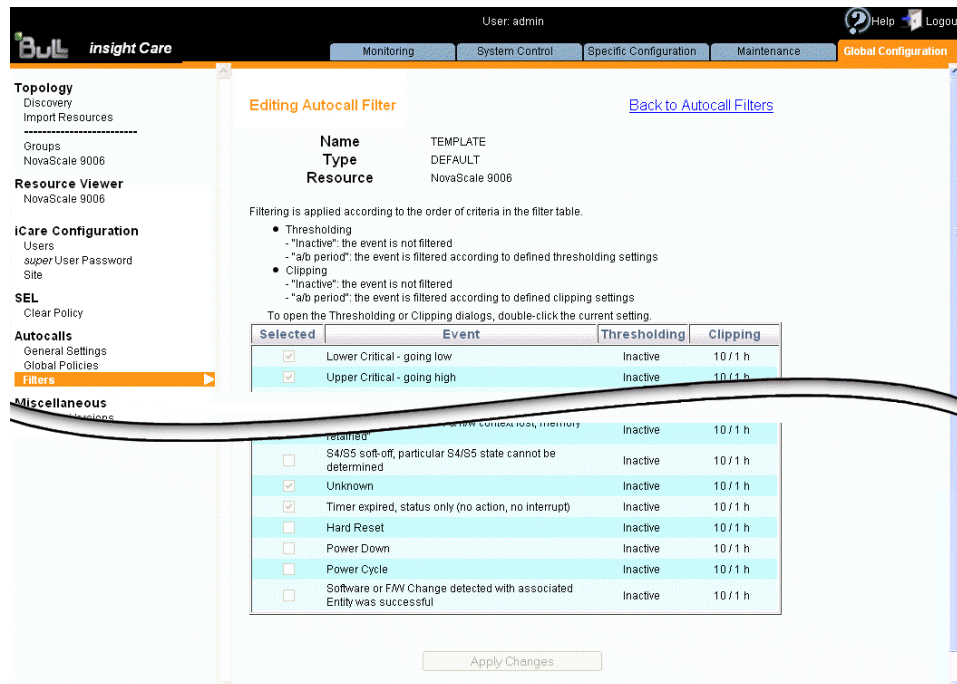 User: admin
Help
Logou
Bull
insight Care
Monitoring
System Control
Specific Configuration
Maintenance
Global Configuration
Topology
Discovery
Import Resources
-------------------------
Groups
NovaScale 9006
Resource Viewer
NovaScale 9006
iCare Configuration
Users
super User Password
Site
SEL
Clear Policy
Autocalls
General Settings
Global Policies
Filters
Miscellaneous
Editing Autocall Filter
Back to Autocall Filters
Name TEMPLATE
Type DEFAULT
Resource NovaScale 9006
Filtering is applied according to the order of criteria in the filter table.
• Thresholding
- "Inactive": the event is not filtered
- "a/b period": the event is filtered according to defined thresholding settings
• Clipping
- "Inactive": the event is not filtered
- "a/b period": the event is filtered according to defined clipping settings
To open the Thresholding or Clipping dialogs, double-click the current setting.
Selected Event Thresholding Clipping
Lower Critical - going low Inactive 10 / 1 h
Upper Critical - going high Inactive 10 / 1 h
context lost, memory
retained" Inactive 10 / 1 h
S4/S5 soft-off, particular S4/S5 state cannot be
determined Inactive 10 / 1 h
Unknown Inactive 10 / 1 h
Timer expired, status only (no action, no interrupt) Inactive 10 / 1 h
Hard Reset Inactive 10 / 1 h
Power Down Inactive 10 / 1 h
Power Cycle Inactive 10 / 1 h
Software or F/W Change detected with associated
Entity was successful Inactive 10 / 1 h
Apply Changes